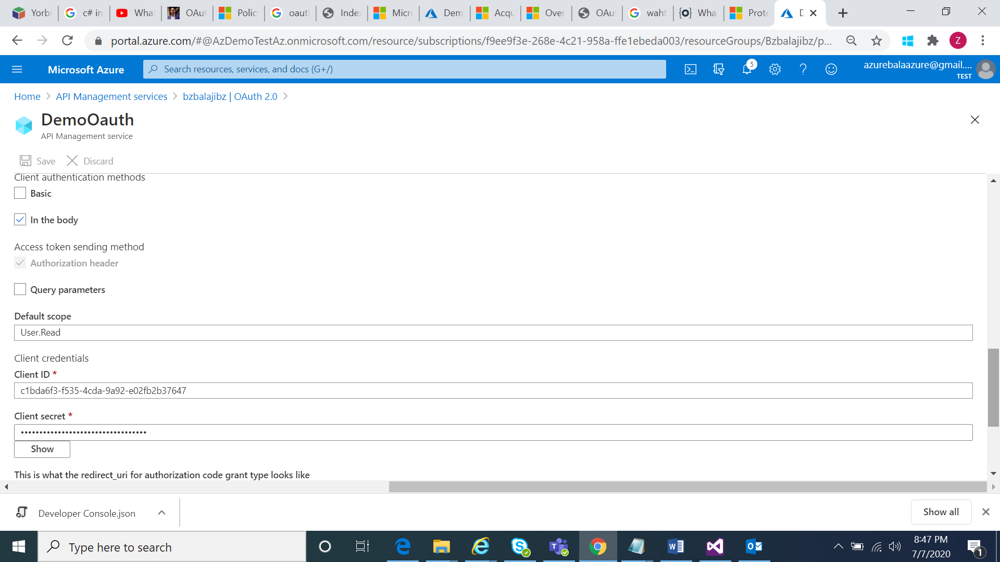 Yorbi
c# in
What
OAut
Policy
oauth
Index
Micro
Dem
Acqu
Over
OAut
waht
Wha
Prote
D
portal.azure.com/#@AzDemoTestAz.onmicrosoft.com/resource/subscriptions/f9ee9f3e-268e-4c21-958a-ffe1ebeda003/resourceGroups/Bzbalajibz/p...
Z
Microsoft Azure
Search resources, services, and docs (G+/)
5
azurebalaazure@gmail....
TEST
Home > API Management services > bzbalajibz | OAuth 2.0 >
DemoOauth
API Management service
Save
Discard
Client authentication methods
Basic
In the body
Access token sending method
Authorization header
Query parameters
Default scope
User.Read
Client credentials
Client ID *
c1bda6f3-f535-4cda-9a92-e02fb2b37647
Client secret *
••••••••••••••••••••••••••••••••••
Show
This is what the redirect_uri for authorization code grant type looks like
Developer Console.json
Show all
Type here to search
8:47 PM
7/7/2020
1